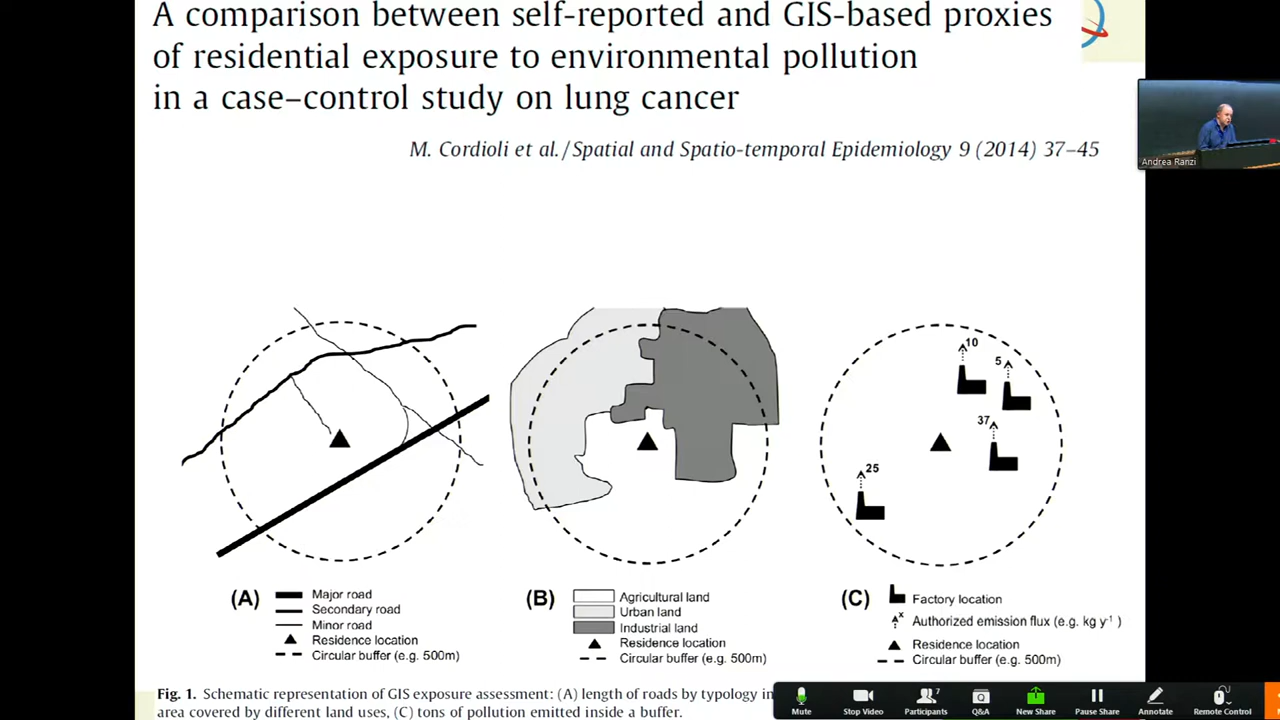 A comparison between self-reported and GIS-based proxies
of residential exposure to environmental pollution
in a case–control study on lung cancer
M. Cordioli et al. / Spatial and Spatio-temporal Epidemiology 9 (2014) 37–45
Andrea Ranzi
10
5
37
25
(A)
Major road
Secondary road
Minor road
Residence location
Circular buffer (e.g. 500m)
(B)
Agricultural land
Urban land
Industrial land
Residence location
Circular buffer (e.g. 500m)
(C)
Factory location
x
Authorized emission flux (e.g. kg y⁻¹ )
Residence location
Circular buffer (e.g. 500m)
Fig. 1. Schematic representation of GIS exposure assessment: (A) length of roads by typology in
area covered by different land uses, (C) tons of pollution emitted inside a buffer.
7
Mute
Stop Video
Participants
Q&A
New Share
Pause Share
Annotate
Remote Control